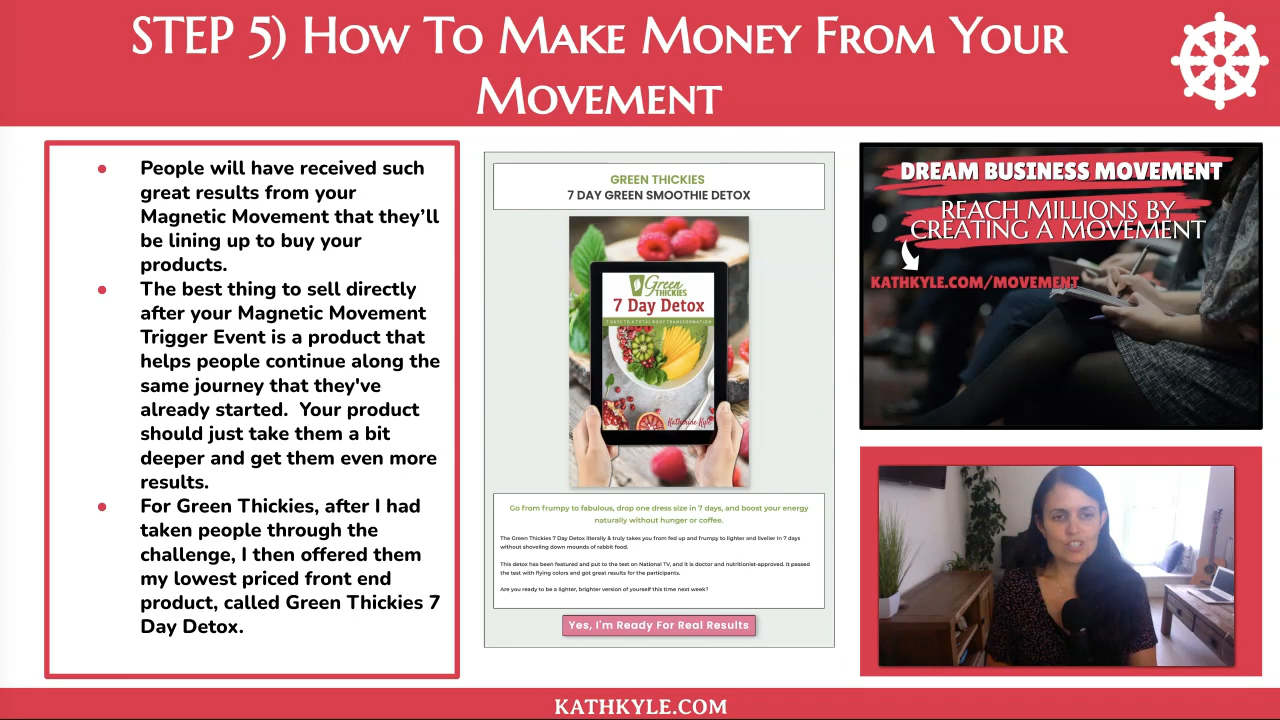 STEP 5) How To Make Money From Your
Movement
● People will have received such
great results from your
Magnetic Movement that they’ll
be lining up to buy your
products.
● The best thing to sell directly
after your Magnetic Movement
Trigger Event is a product that
helps people continue along the
same journey that they've
already started.  Your product
should just take them a bit
deeper and get them even more
results.
● For Green Thickies, after I had
taken people through the
challenge, I then offered them
my lowest priced front end
product, called Green Thickies 7
Day Detox.
GREEN THICKIES
7 DAY GREEN SMOOTHIE DETOX
Green
THICKIES
7 Day Detox
7 DAYS TO A TOTAL BODY TRANSFORMATION
Katherine Kyle
Go from frumpy to fabulous, drop one dress size in 7 days, and boost your energy
naturally without hunger or coffee.
The Green Thickies 7 Day Detox literally & truly takes you from fed up and frumpy to lighter and livelier in 7 days
without shoveling down mounds of rabbit food.
This detox has been featured and put to the test on National TV, and it is doctor and nutritionist-approved. It passed
the test with flying colors and got great results for the participants.
Are you ready to be a lighter, brighter version of yourself this time next week?
Yes, I'm Ready For Real Results
DREAM BUSINESS MOVEMENT
REACH MILLIONS BY
CREATING A MOVEMENT
KATHKYLE.COM/MOVEMENT
KATHKYLE.COM